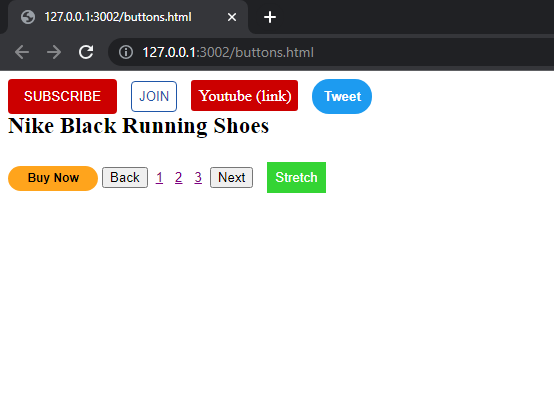 127.0.0.1:3002/buttons.html
127.0.0.1:3002/buttons.html
SUBSCRIBE JOIN Youtube (link) Tweet
Nike Black Running Shoes
Buy Now Back 1 2 3 Next Stretch